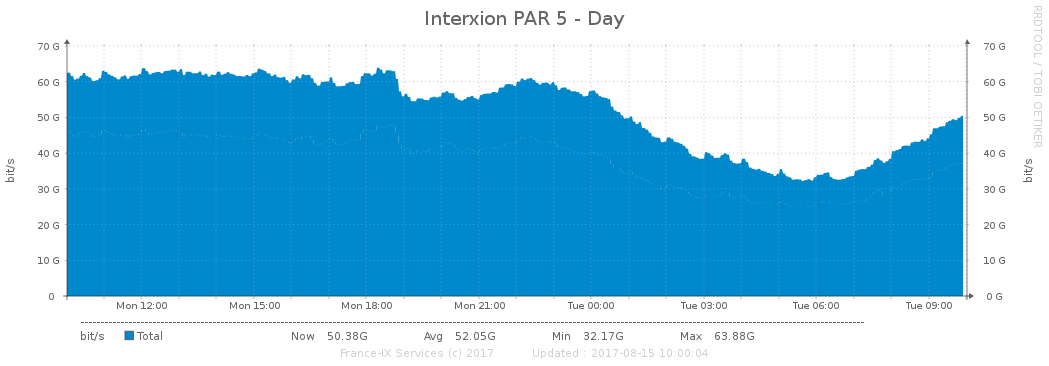 Interxion PAR 5 - Day
RRDTOOL / TOBI OETIKER
70 G 70 G
60 G 60 G
50 G 50 G
40 G 40 G
30 G 30 G
20 G 20 G
10 G 10 G
0 0 G
bit/s bit/s
Mon 12:00 Mon 15:00 Mon 18:00 Mon 21:00 Tue 00:00 Tue 03:00 Tue 06:00 Tue 09:00
bit/s Total Now 50.38G Avg 52.05G Min 32.17G Max 63.88G
France-IX Services (c) 2017 Updated : 2017-08-15 10:00:04